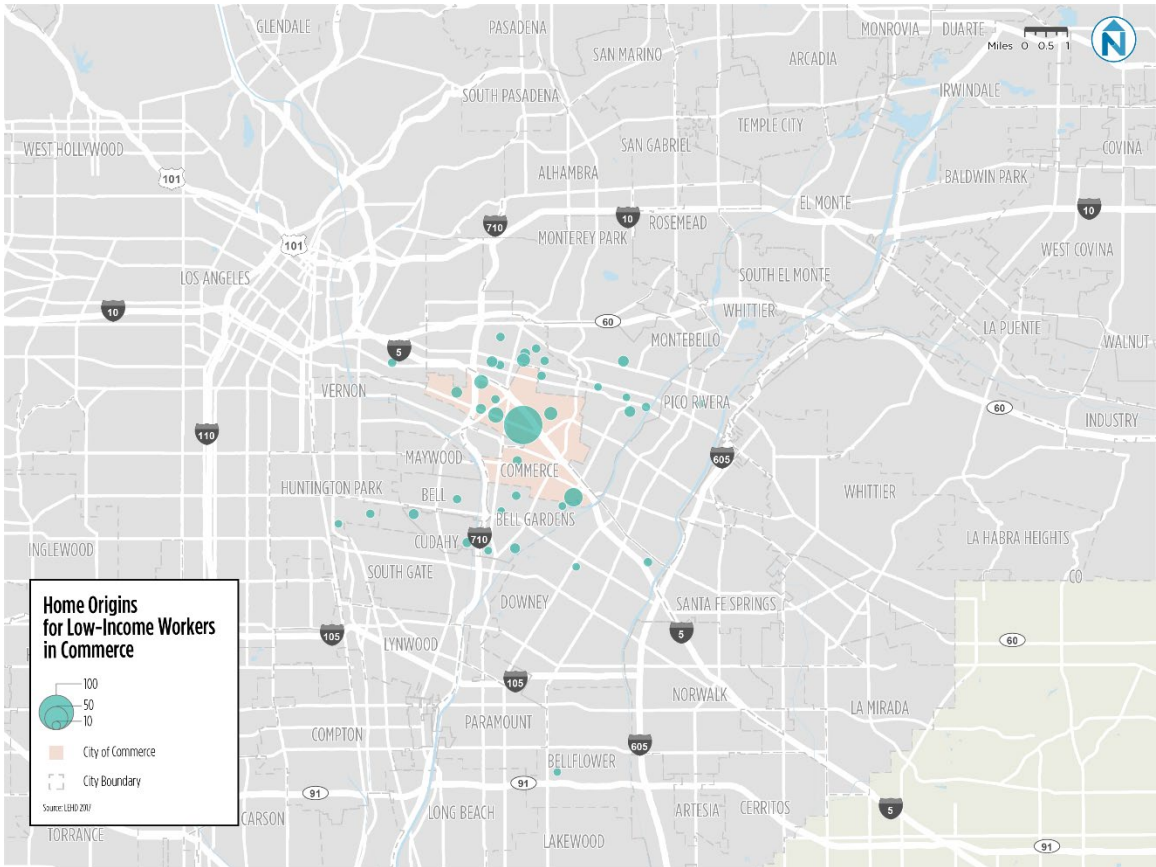 GLENDALE
PASADENA
MONROVIA
DUARTE
SAN MARINO
ARCADIA
Miles 0 0.5 1
N
SOUTH PASADENA
IRWINDALE
TEMPLE CITY
WEST HOLLYWOOD
SAN GABRIEL
COVINA
101
ALHAMBRA
BALDWIN PARK
EL MONTE
10
10
710
ROSEMEAD
MONTEREY PARK
101
WEST COVINA
LOS ANGELES
SOUTH EL MONTE
10
WHITTIER
60
LA PUENTE
MONTEBELLO
WALNUT
5
VERNON
PICO RIVERA
60
INDUSTRY
110
MAYWOOD
605
COMMERCE
HUNTINGTON PARK
BELL
WHITTIER
BELL GARDENS
LA HABRA HEIGHTS
CUDAHY
710
INGLEWOOD
SOUTH GATE
CO
DOWNEY
SANTA FE SPRINGS
105
5
60
LYNWOOD
105
NORWALK
LA MIRADA
PARAMOUNT
COMPTON
605
BELLFLOWER
91
91
5
LONG BEACH
ARTESIA
CERRITOS
CARSON
TORRANCE
LAKEWOOD
91
Home Origins
for Low-Income Workers
in Commerce
100
50
10
City of Commerce
City Boundary
Source: LEHD 2017